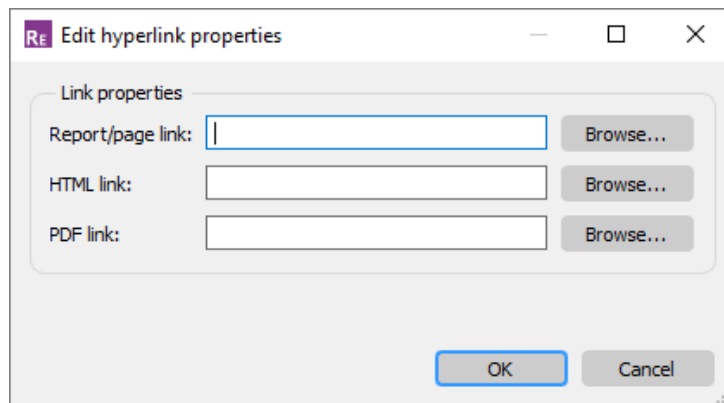 RE Edit hyperlink properties
Link properties
Report/page link: Browse...
HTML link: Browse...
PDF link: Browse...
OK Cancel